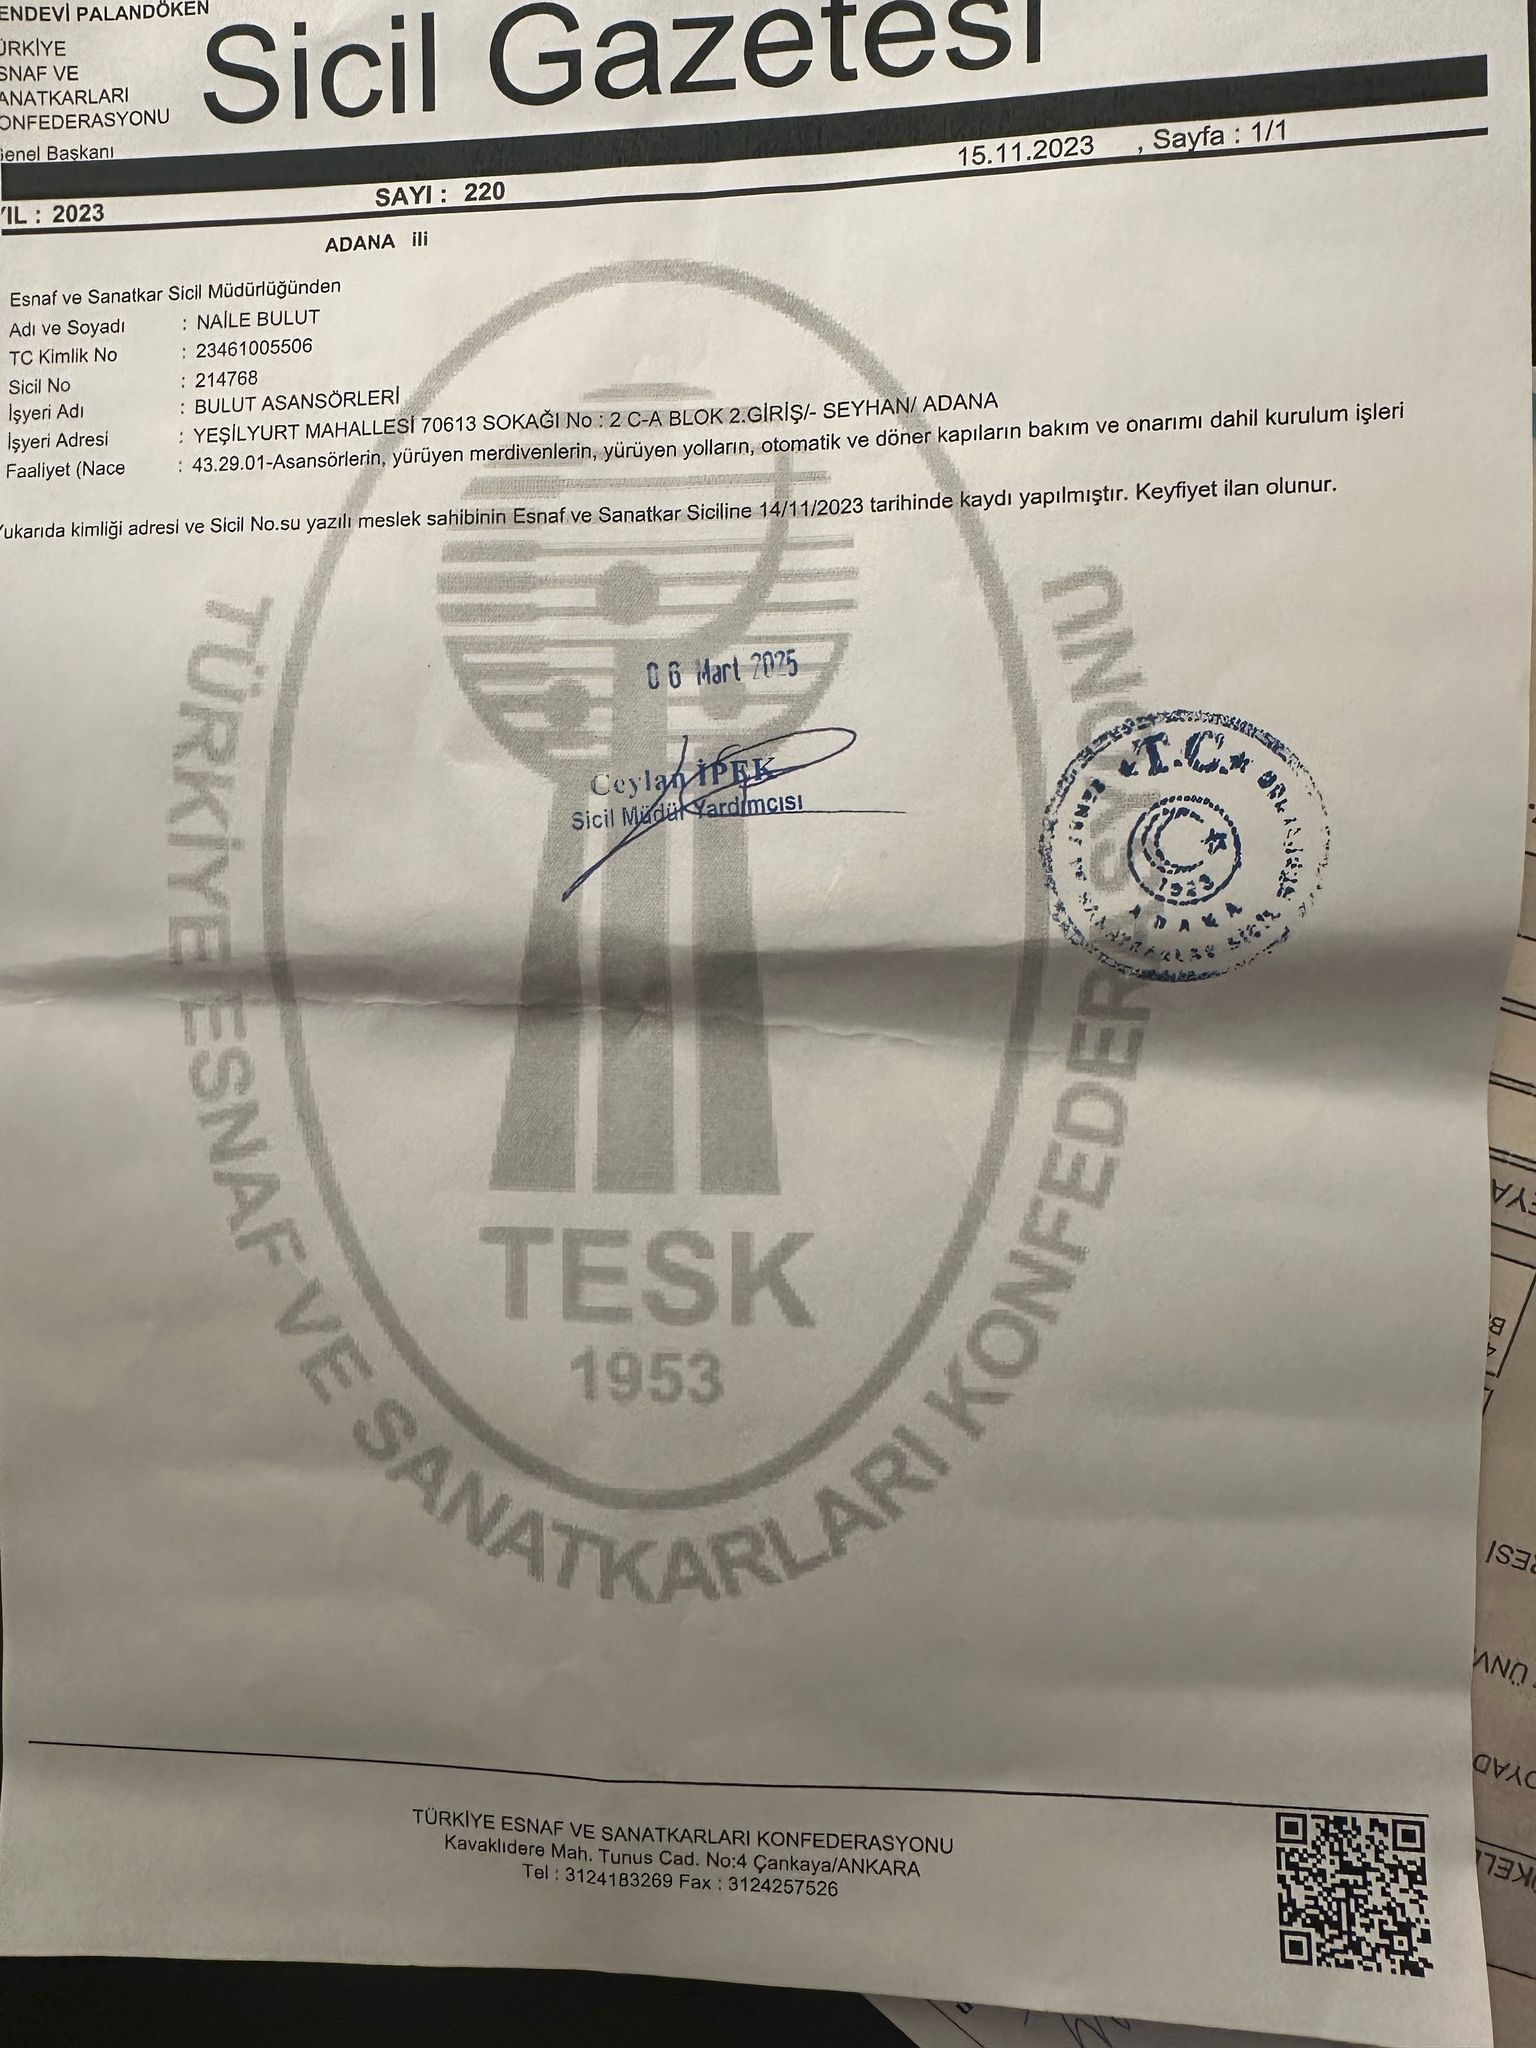 ENDEVİ PALANDÖKEN
Sicil Gazetesi
ÜRKİYE
SNAF VE
ANATKARLARI
ONFEDERASYONU
Genel Başkanı
YIL : 2023
SAYI : 220
15.11.2023 , Sayfa : 1/1
ADANA ili
Esnaf ve Sanatkar Sicil Müdürlüğünden
Adı ve Soyadı : NAİLE BULUT
TC Kimlik No : 23461005506
Sicil No : 214768
İşyeri Adı : BULUT ASANSÖRLERİ
İşyeri Adresi : YEŞİLYURT MAHALLESİ 70613 SOKAĞI No : 2 C-A BLOK 2.GİRİŞ/- SEYHAN/ ADANA
Faaliyet (Nace : 43.29.01-Asansörlerin, yürüyen merdivenlerin, yürüyen yolların, otomatik ve döner kapıların bakım ve onarımı dahil kurulum işleri
Yukarıda kimliği adresi ve Sicil No.su yazılı meslek sahibinin Esnaf ve Sanatkar Siciline 14/11/2023 tarihinde kaydı yapılmıştır. Keyfiyet ilan olunur.
06 Mart 2025
Ceylan İPEK
Sicil Müdür Yardımcısı
T.C.
1923
ADANA
TÜRKİYE ESNAF VE SANATKARLARI KONFEDERASYONU
TESK
1953
TÜRKİYE ESNAF VE SANATKARLARI KONFEDERASYONU
Kavaklıdere Mah. Tunus Cad. No:4 Çankaya/ANKARA
Tel : 3124183269 Fax : 3124257526